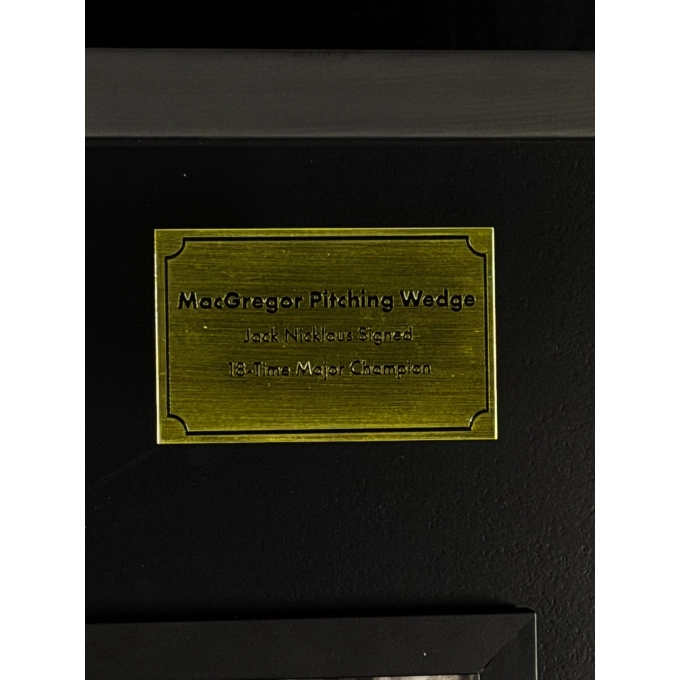 MacGregor Pitching Wedge
Jack Nicklaus Signed
18-Time Major Champion